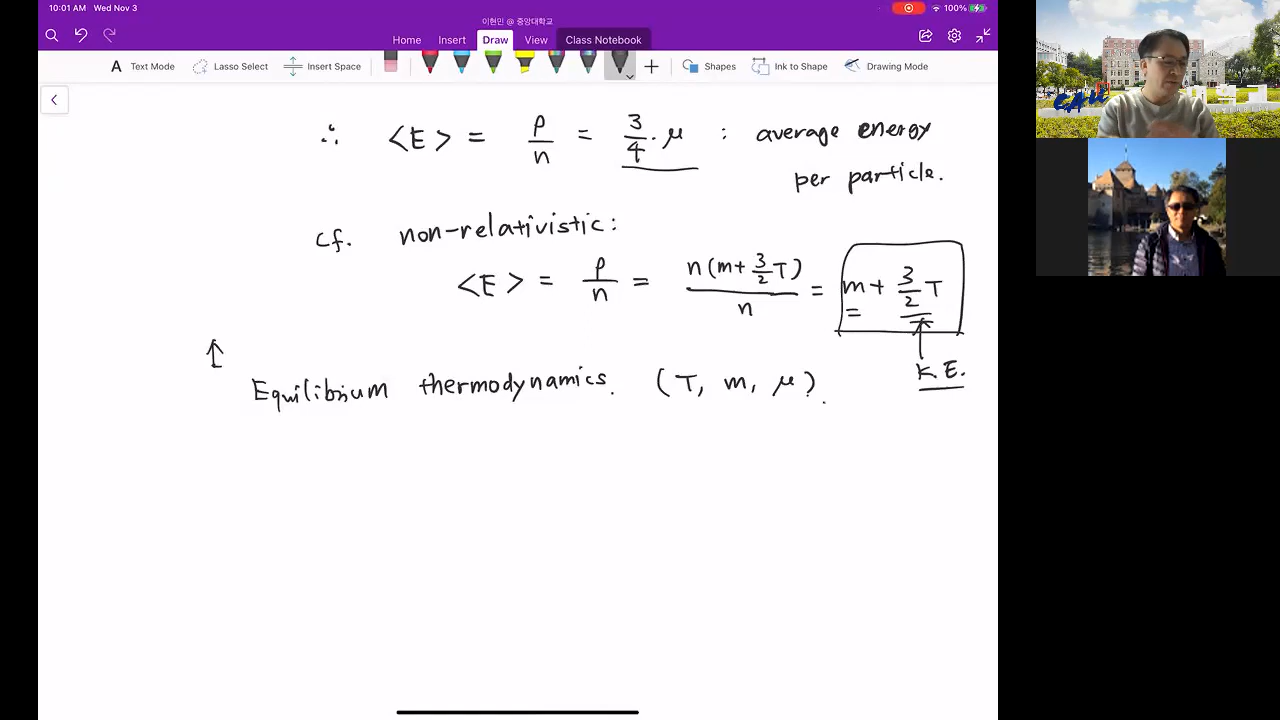 10:01 AM Wed Nov 3
100%
이현민 @ 중앙대학교
Home Insert Draw View Class Notebook
A Text Mode Lasso Select Insert Space Shapes Ink to Shape Drawing Mode
∴ <E> = ρ/n = 3/4 · μ : average energy
per particle.
cf. non-relativistic:
<E> = ρ/n = n(m + 3/2 T)/n = m + 3/2 T
K.E.
↑
Equilibrium thermodynamics. (T, m, μ).
CAU